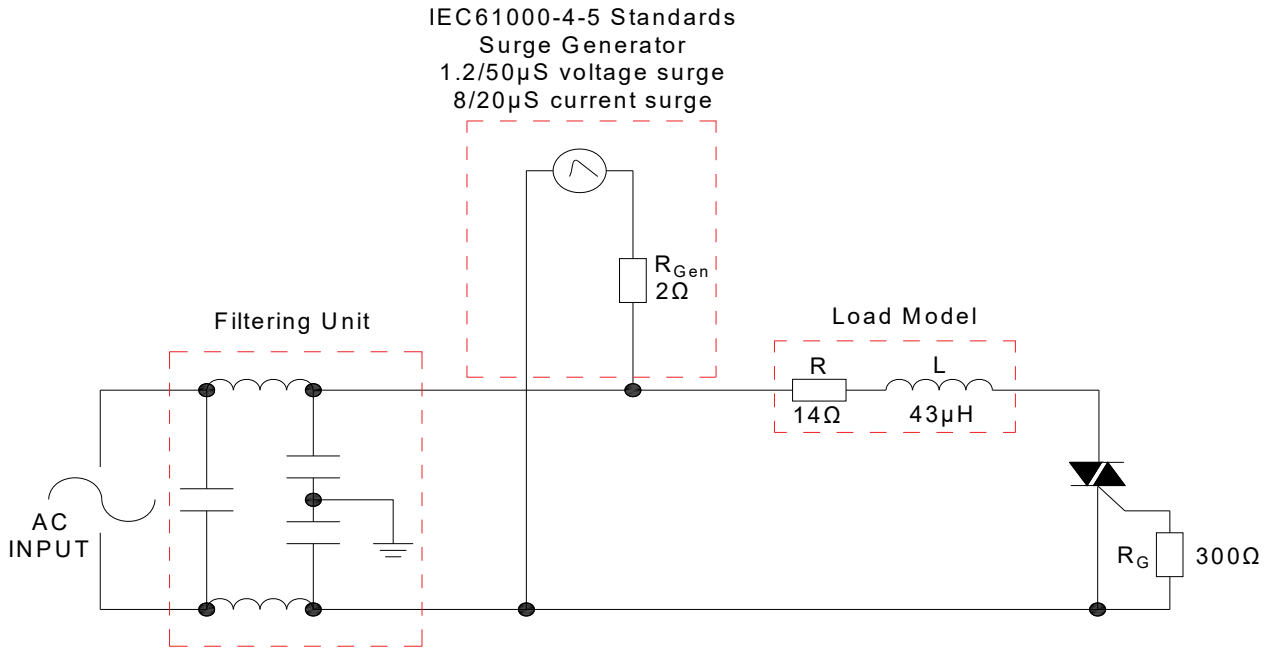 IEC61000-4-5 Standards
Surge Generator
1.2/50µS voltage surge
8/20µS current surge
RGen
2Ω
Filtering Unit
Load Model
R
L
14Ω
43µH
AC
INPUT
RG
300Ω